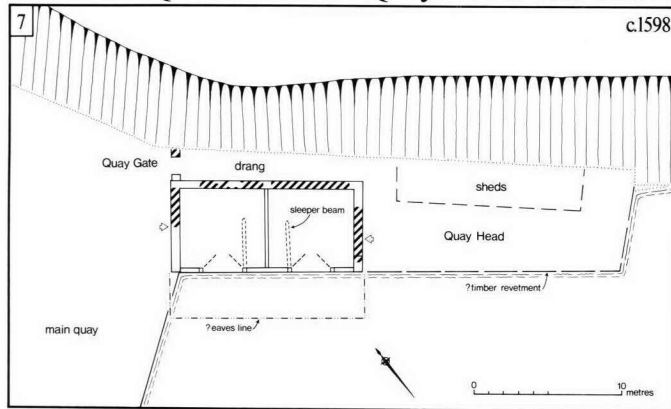 7
c.1598
Quay Gate
drang
sheds
sleeper beam
Quay Head
?timber revetment
main quay
?eaves line
0
10
metres